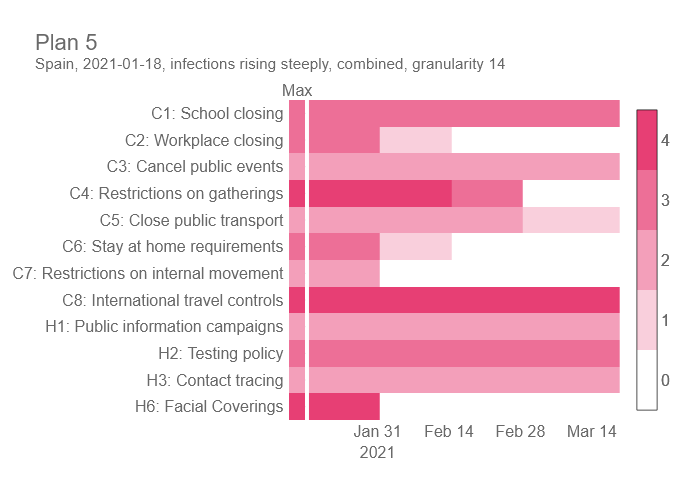 Plan 5
Spain, 2021-01-18, infections rising steeply, combined, granularity 14
Max
C1: School closing
C2: Workplace closing
C3: Cancel public events
C4: Restrictions on gatherings
C5: Close public transport
C6: Stay at home requirements
C7: Restrictions on internal movement
C8: International travel controls
H1: Public information campaigns
H2: Testing policy
H3: Contact tracing
H6: Facial Coverings
4
3
2
1
0
Jan 31 Feb 14 Feb 28 Mar 14
2021